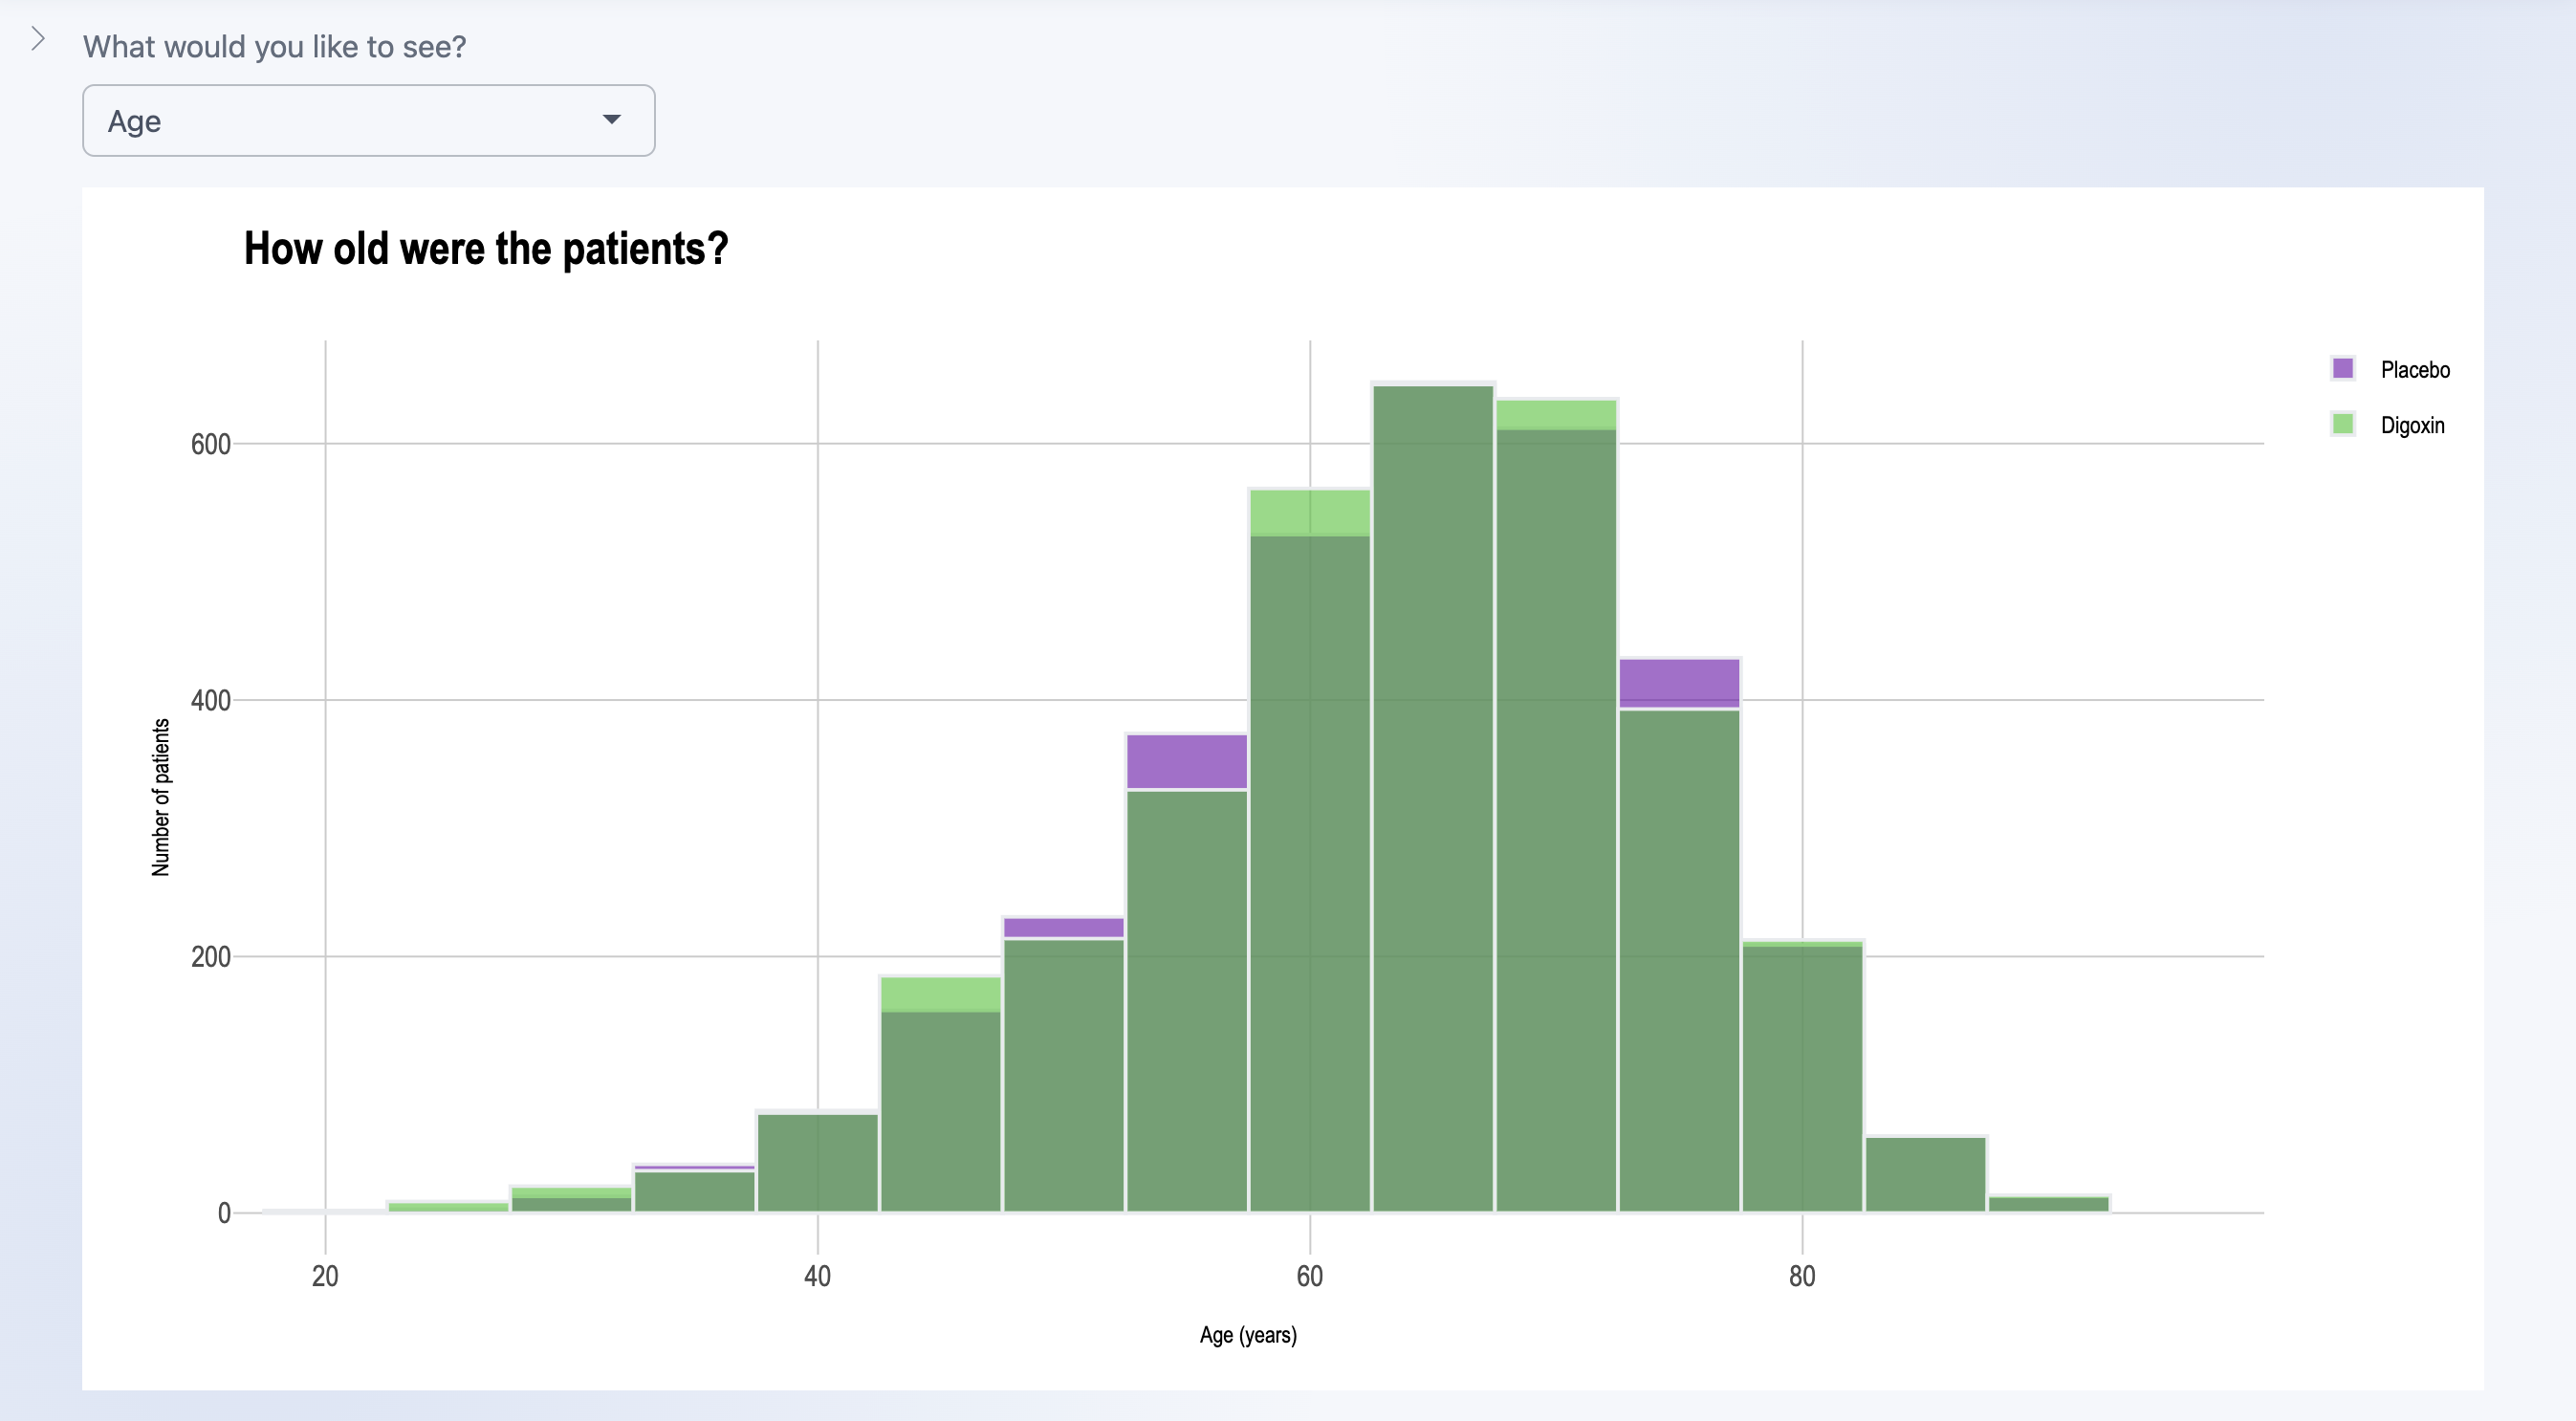 What would you like to see?
Age
How old were the patients?
Placebo
Digoxin
600
400
200
0
Number of patients
20 40 60 80
Age (years)